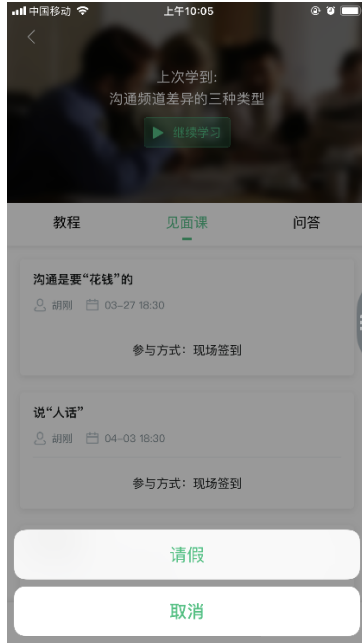 中国移动 上午10:05
上次学到:
沟通频道差异的三种类型
继续学习
教程 见面课 问答
沟通是要“花钱”的
胡刚 03-27 18:30
参与方式：现场签到
说“人话”
胡刚 04-03 18:30
参与方式：现场签到
请假
取消